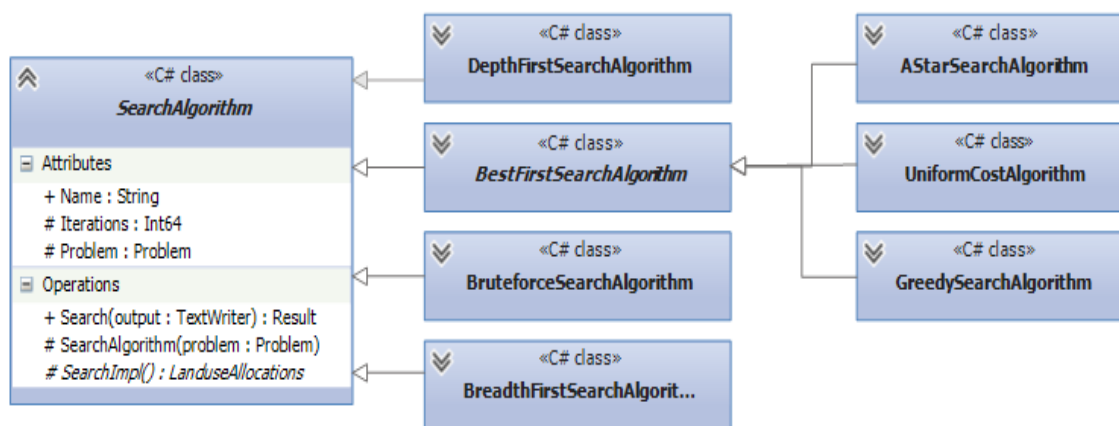 «C# class»
SearchAlgorithm
Attributes
+ Name : String
# Iterations : Int64
# Problem : Problem
Operations
+ Search(output : TextWriter) : Result
# SearchAlgorithm(problem : Problem)
# SearchImpl() : LanduseAllocations
«C# class»
DepthFirstSearchAlgorithm
«C# class»
BestFirstSearchAlgorithm
«C# class»
BruteforceSearchAlgorithm
«C# class»
BreadthFirstSearchAlgorit...
«C# class»
AStarSearchAlgorithm
«C# class»
UniformCostAlgorithm
«C# class»
GreedySearchAlgorithm